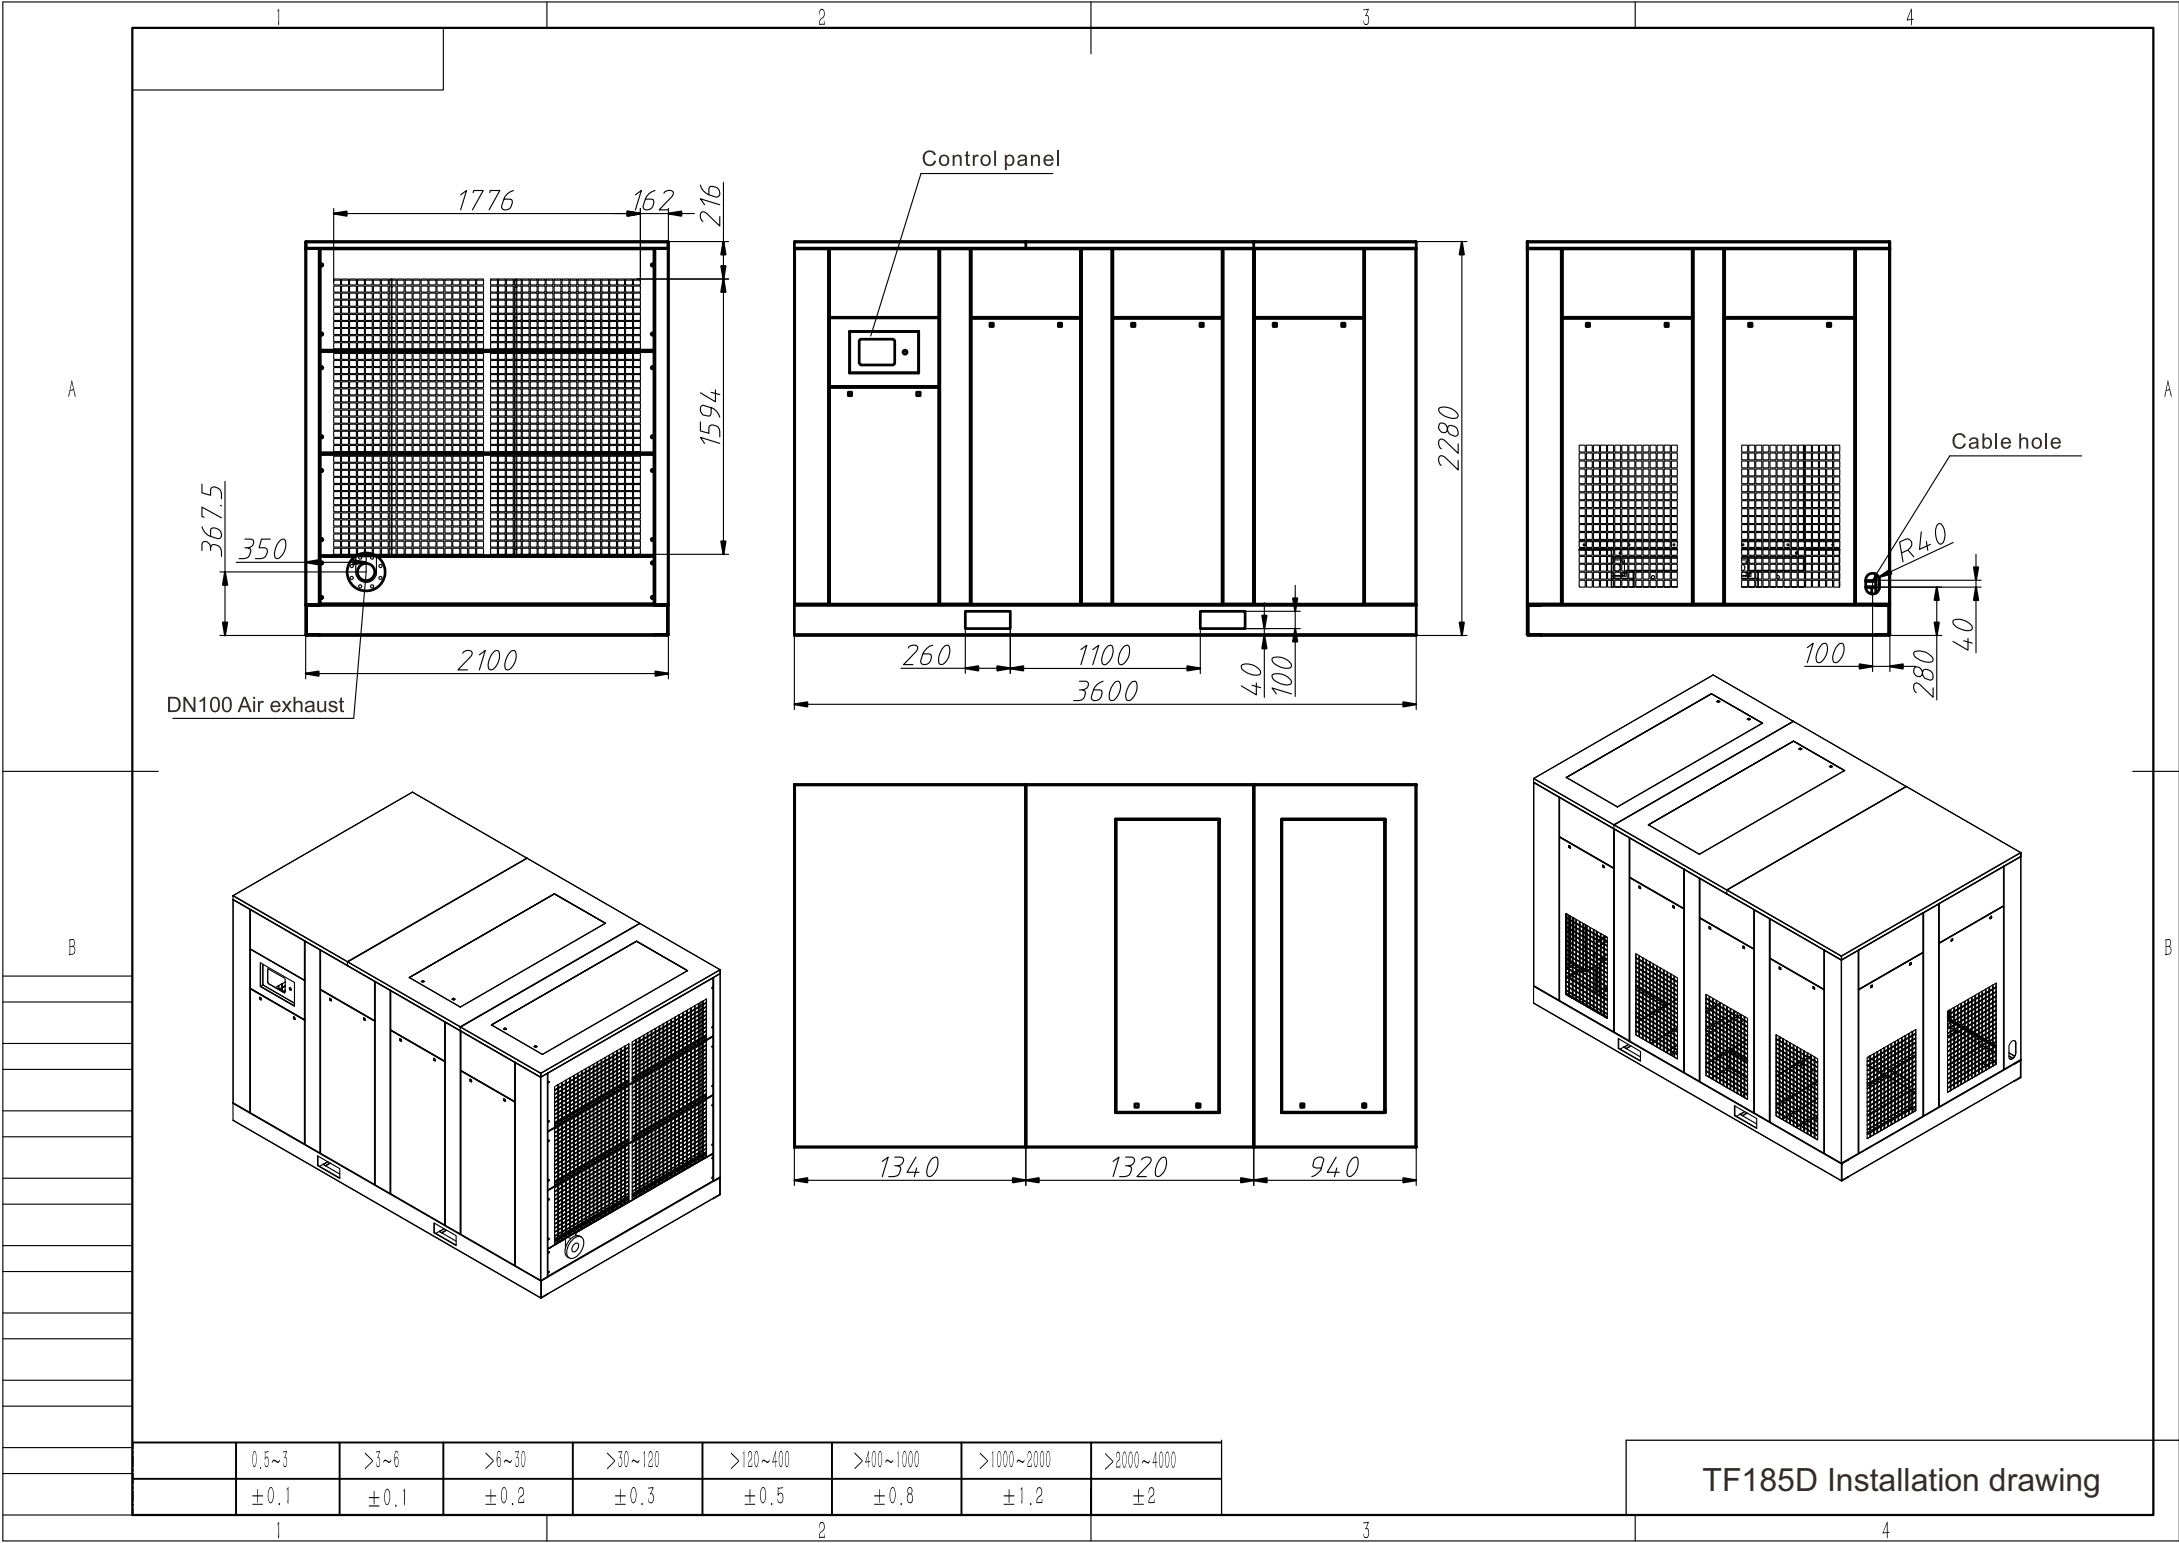 1 2 3 4
Control panel
1776 162 216
A A
1594
2280
Cable hole
367.5
350
R40
2100
DN100 Air exhaust
260 1100 40 100
3600
100 280 40
B B
1340 1320 940
0.5~3 >3~6 >6~30 >30~120 >120~400 >400~1000 >1000~2000 >2000~4000
±0.1 ±0.1 ±0.2 ±0.3 ±0.5 ±0.8 ±1.2 ±2
TF185D Installation drawing
1 2 3 4